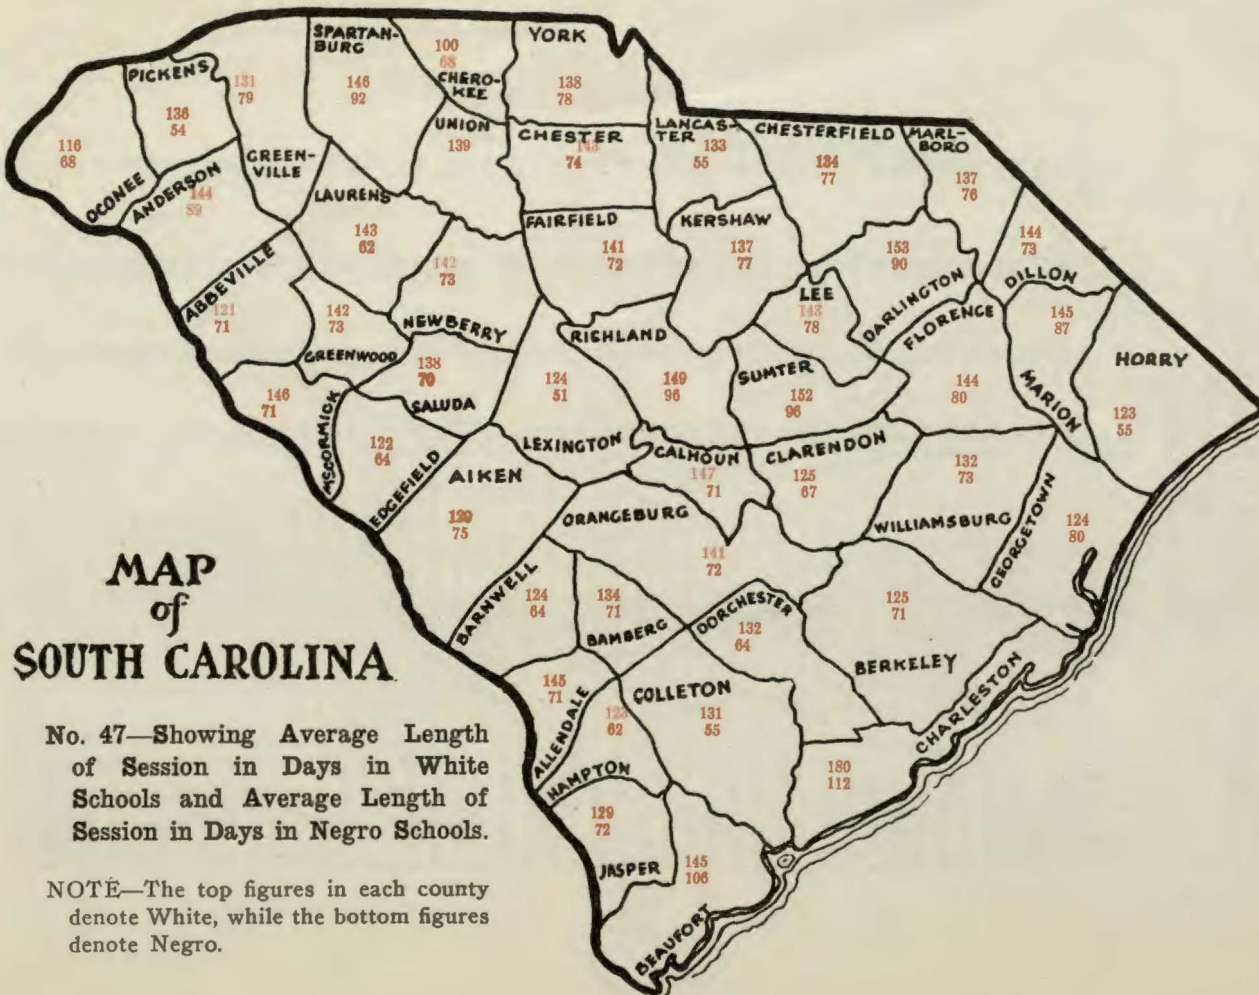 SPARTAN-
BURG
146
92
100
68
CHERO-
KEE
YORK
138
78
PICKENS
136
54
131
79
GREEN-
VILLE
UNION
139
CHESTER
74
LANCAS-
TER
133
55
CHESTERFIELD
134
77
MARL-
BORO
137
76
116
68
OCONEE
ANDERSON
144
89
LAURENS
143
62
FAIRFIELD
141
72
KERSHAW
137
77
153
90
DARLINGTON
144
73
DILLON
ABBEVILLE
121
71
142
73
GREENWOOD
142
73
NEWBERRY
RICHLAND
149
96
LEE
143
78
FLORENCE
144
80
145
87
MARION
HORRY
123
55
138
70
SALUDA
124
51
LEXINGTON
SUMTER
152
96
146
71
McCORMICK
122
64
EDGEFIELD
AIKEN
129
75
CALHOUN
147
71
CLARENDON
125
67
132
73
WILLIAMSBURG
GEORGETOWN
124
80
ORANGEBURG
141
72
BARNWELL
124
64
134
71
BAMBERG
DORCHESTER
132
64
125
71
BERKELEY
CHARLESTON
180
112
145
71
ALLENDALE
123
62
HAMPTON
COLLETON
131
55
129
72
JASPER
145
106
BEAUFORT
MAP
of
SOUTH CAROLINA
No. 47—Showing Average Length
of Session in Days in White
Schools and Average Length of
Session in Days in Negro Schools.
NOTE—The top figures in each county
denote White, while the bottom figures
denote Negro.